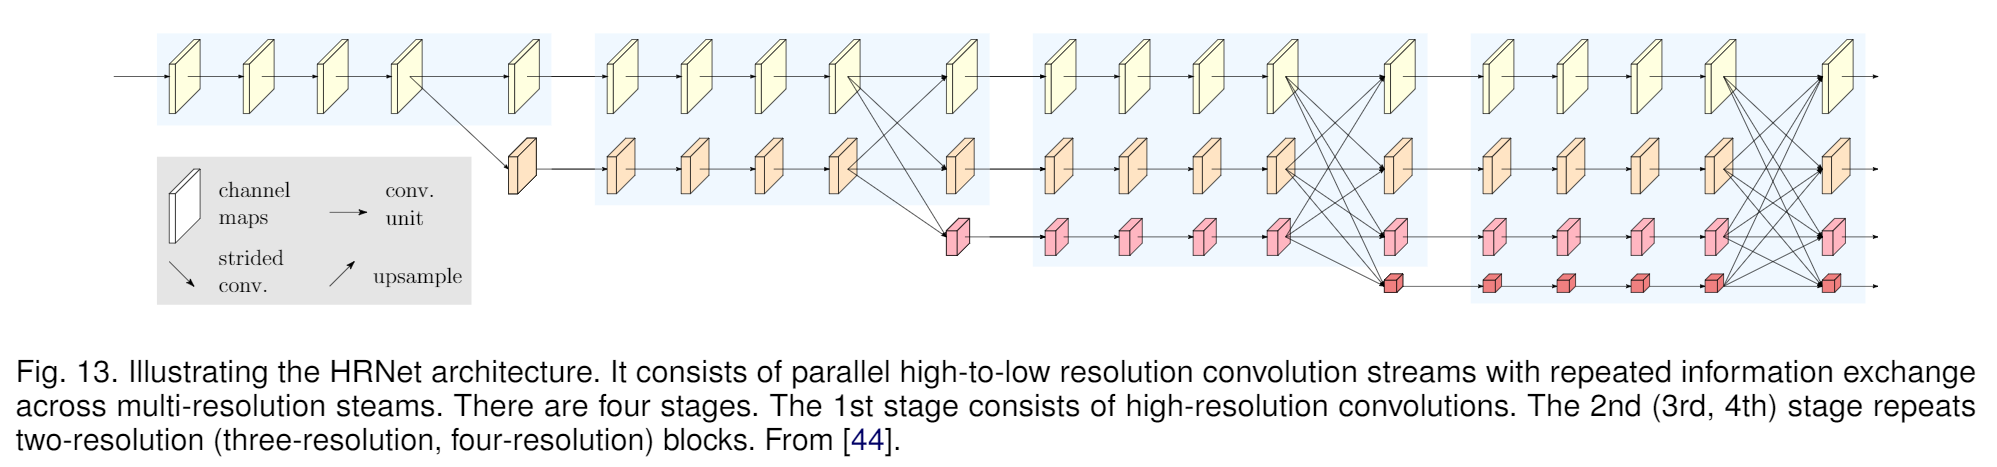 channel
maps
conv.
unit
strided
conv.
upsample
Fig. 13. Illustrating the HRNet architecture. It consists of parallel high-to-low resolution convolution streams with repeated information exchange
across multi-resolution steams. There are four stages. The 1st stage consists of high-resolution convolutions. The 2nd (3rd, 4th) stage repeats
two-resolution (three-resolution, four-resolution) blocks. From [44].